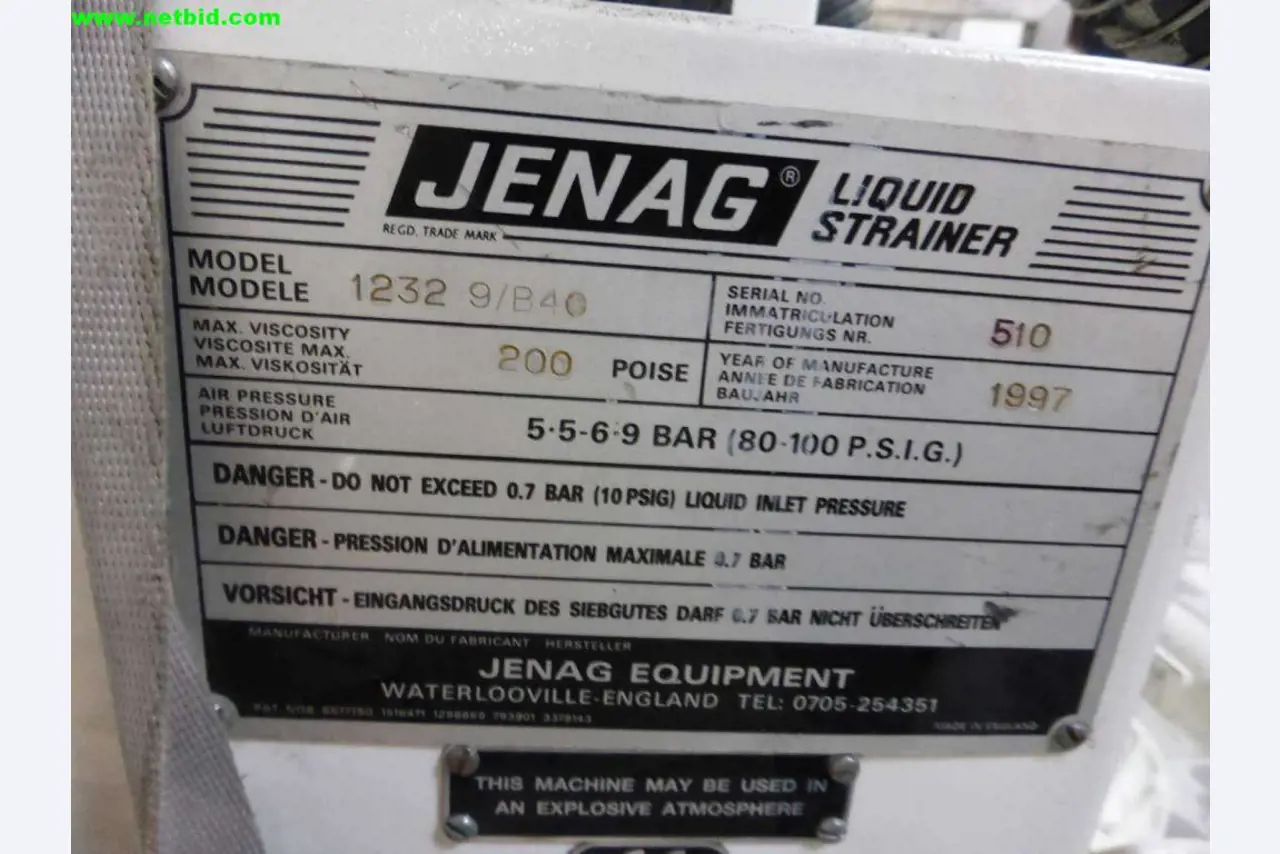 www.netbid.com
JENAG®
LIQUID
STRAINER
REGD. TRADE MARK
MODEL
MODELE
1232 9/B40
SERIAL NO.
IMMATRICULATION
FERTIGUNGS NR.
510
MAX. VISCOSITY
VISCOSITE MAX.
MAX. VISKOSITÄT
200 POISE
YEAR OF MANUFACTURE
ANNEE DE FABRICATION
BAUJAHR
1997
AIR PRESSURE
PRESSION D'AIR
LUFTDRUCK
5·5-6·9 BAR (80-100 P.S.I.G.)
DANGER - DO NOT EXCEED 0.7 BAR (10 PSIG) LIQUID INLET PRESSURE
DANGER - PRESSION D'ALIMENTATION MAXIMALE 0.7 BAR
VORSICHT - EINGANGSDRUCK DES SIEBGUTES DARF 0.7 BAR NICHT ÜBERSCHREITEN
MANUFACTURER NOM DU FABRICANT HERSTELLER
JENAG EQUIPMENT
WATERLOOVILLE-ENGLAND TEL: 0705-254351
MADE IN ENGLAND
THIS MACHINE MAY BE USED IN
AN EXPLOSIVE ATMOSPHERE